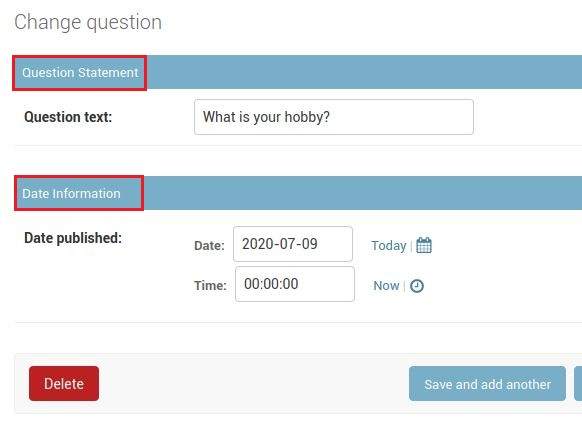 Change question
Question Statement
Question text: What is your hobby?
Date Information
Date published: Date: 2020-07-09 Today |
Time: 00:00:00 Now |
Delete Save and add another